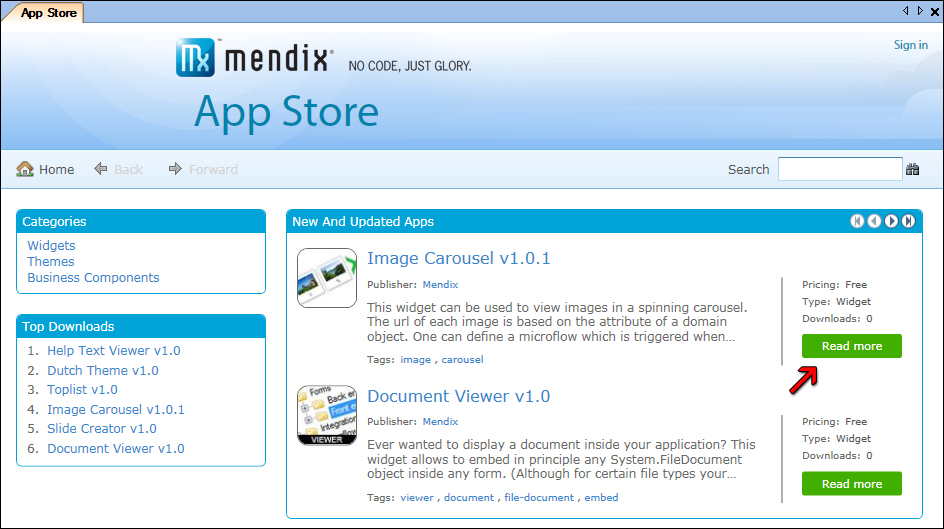 App Store
Sign in
Mx mendix® NO CODE, JUST GLORY.
App Store
Home Back Forward Search
Categories
Widgets
Themes
Business Components
Top Downloads
1. Help Text Viewer v1.0
2. Dutch Theme v1.0
3. Toplist v1.0
4. Image Carousel v1.0.1
5. Slide Creator v1.0
6. Document Viewer v1.0
New And Updated Apps
Image Carousel v1.0.1
Publisher: Mendix
This widget can be used to view images in a spinning carousel.
The url of each image is based on the attribute of a domain
object. One can define a microflow which is triggered when...
Tags: image , carousel
Pricing: Free
Type: Widget
Downloads: 0
Read more
Forms
Back e
Front e
Integration
VIEWER
Document Viewer v1.0
Publisher: Mendix
Ever wanted to display a document inside your application? This
widget allows to embed in principle any System.FileDocument
object inside any form. (Although for certain file types your...
Tags: viewer , document , file-document , embed
Pricing: Free
Type: Widget
Downloads: 0
Read more